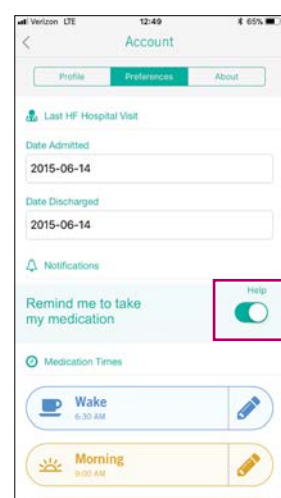 Verizon LTE 12:49 65%
Account
Profile Preferences About
Last HF Hospital Visit
Date Admitted
2015-06-14
Date Discharged
2015-06-14
Notifications
Help
Remind me to take
my medication
Medication Times
Wake
6:30 AM
Morning
9:00 AM